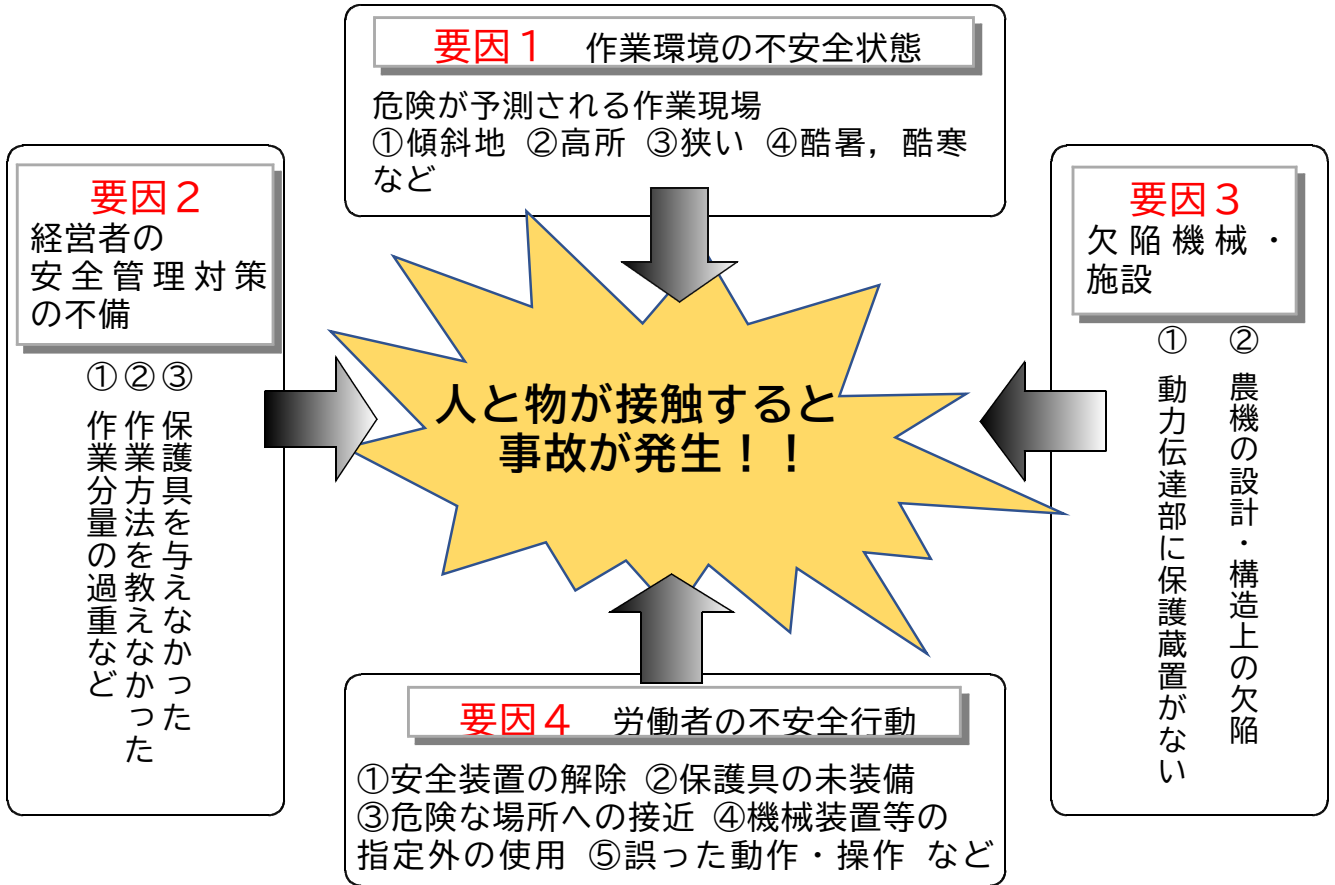 要因１　作業環境の不安全状態
危険が予測される作業現場
①傾斜地 ②高所 ③狭い ④酷暑，酷寒
など
要因２
経営者の
安全管理対策
の不備
① 作業分量の過重など
② 作業方法を教えなかった
③ 保護具を与えなかった
人と物が接触すると
事故が発生！！
要因３
欠陥機械・
施設
① 動力伝達部に保護蔵置がない
② 農機の設計・構造上の欠陥
要因４　労働者の不安全行動
①安全装置の解除 ②保護具の未装備
③危険な場所への接近 ④機械装置等の
指定外の使用 ⑤誤った動作・操作 など